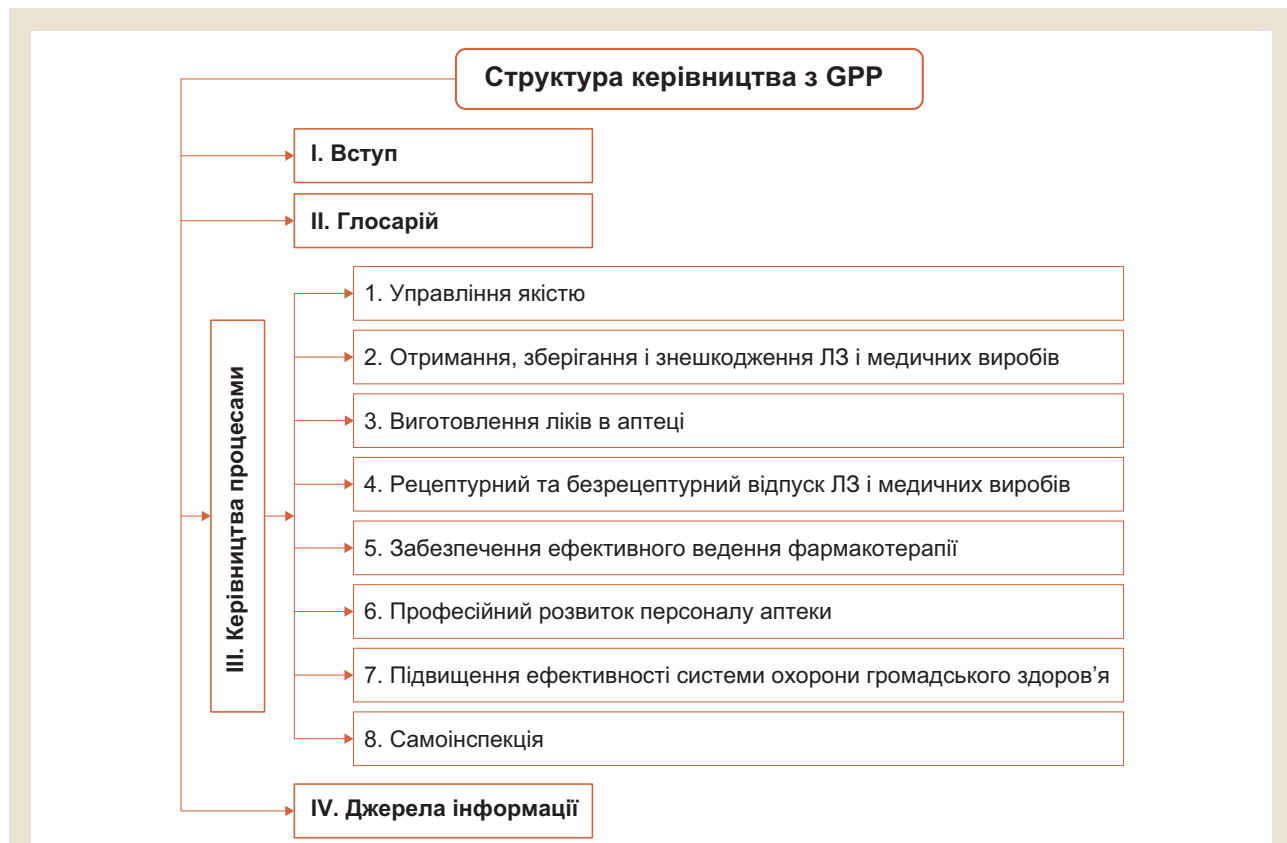 Структура керівництва з GPP
I. Вступ
II. Глосарій
III. Керівництва процесами
1. Управління якістю
2. Отримання, зберігання і знешкодження ЛЗ і медичних виробів
3. Виготовлення ліків в аптеці
4. Рецептурний та безрецептурний відпуск ЛЗ і медичних виробів
5. Забезпечення ефективного ведення фармакотерапії
6. Професійний розвиток персоналу аптеки
7. Підвищення ефективності системи охорони громадського здоров’я
8. Самоінспекція
IV. Джерела інформації